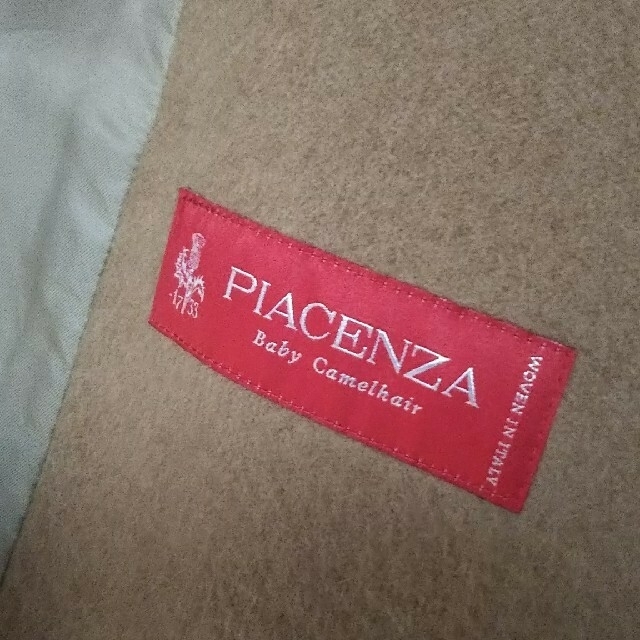 1733
PIACENZA
Baby Camelhair
WOVEN IN ITALY